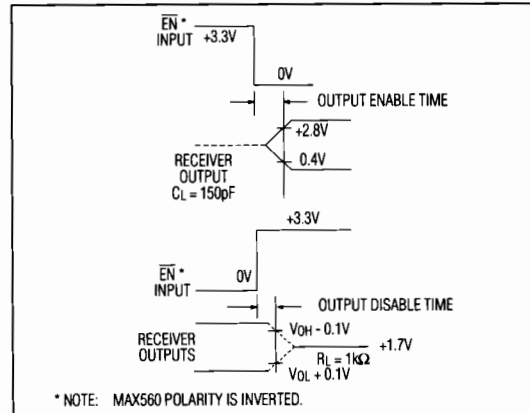 EN *
INPUT
+3.3V
0V
OUTPUT ENABLE TIME
+2.8V
0.4V
RECEIVER
OUTPUT
CL = 150pF
+3.3V
EN *
INPUT
0V
OUTPUT DISABLE TIME
RECEIVER
OUTPUTS
VOH - 0.1V
+1.7V
RL = 1kΩ
VOL + 0.1V
* NOTE: MAX560 POLARITY IS INVERTED.